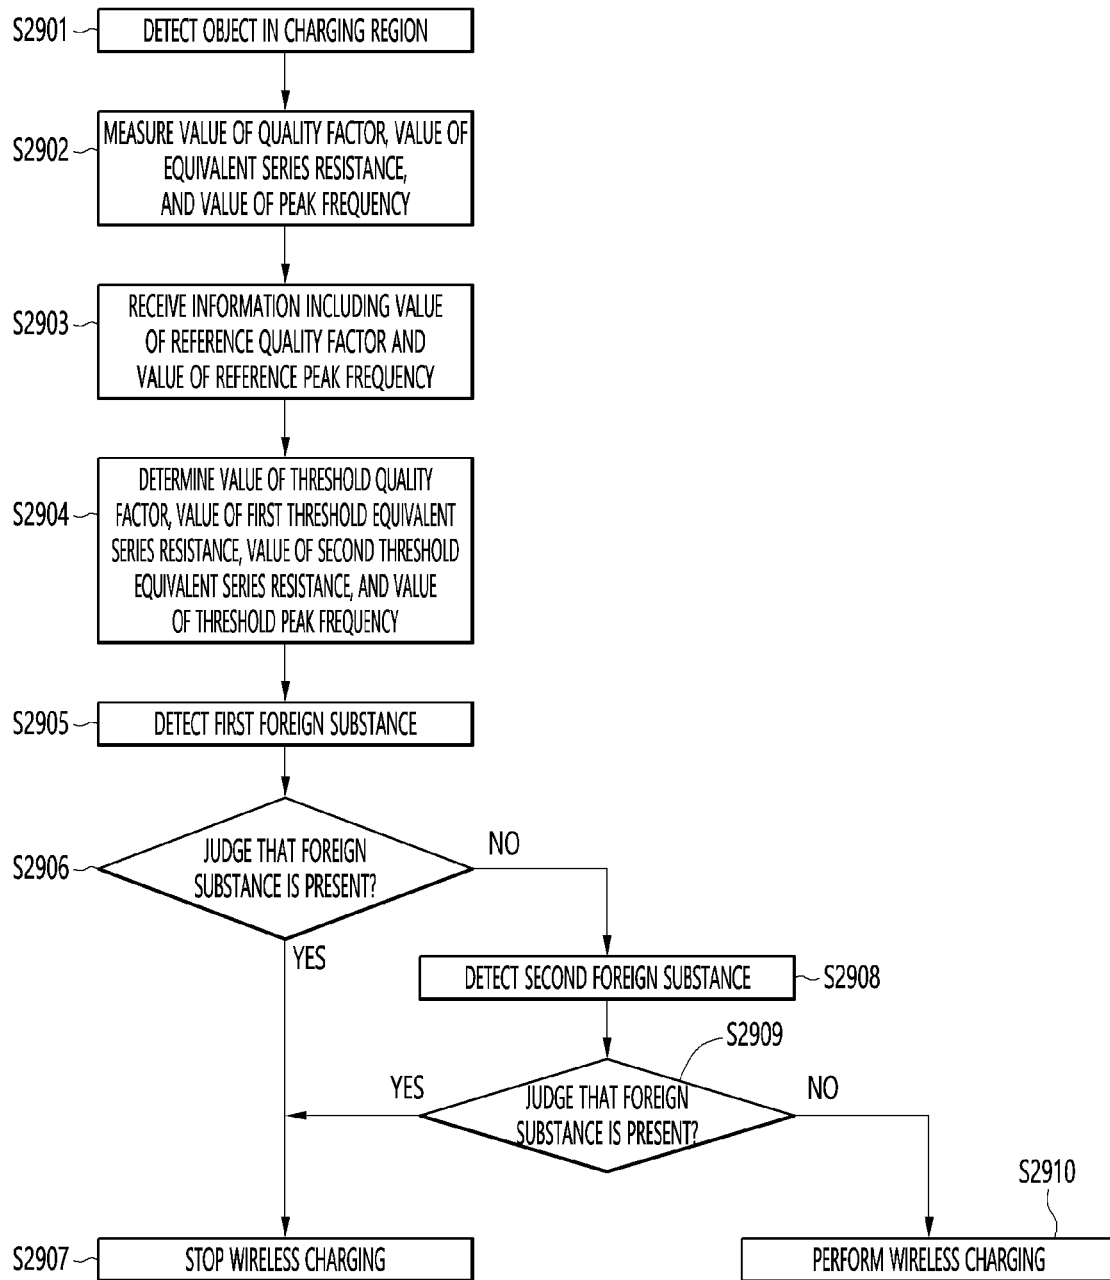 S2901
DETECT OBJECT IN CHARGING REGION
S2902
MEASURE VALUE OF QUALITY FACTOR, VALUE OF
EQUIVALENT SERIES RESISTANCE,
AND VALUE OF PEAK FREQUENCY
S2903
RECEIVE INFORMATION INCLUDING VALUE
OF REFERENCE QUALITY FACTOR AND
VALUE OF REFERENCE PEAK FREQUENCY
S2904
DETERMINE VALUE OF THRESHOLD QUALITY
FACTOR, VALUE OF FIRST THRESHOLD EQUIVALENT
SERIES RESISTANCE, VALUE OF SECOND THRESHOLD
EQUIVALENT SERIES RESISTANCE, AND VALUE
OF THRESHOLD PEAK FREQUENCY
S2905
DETECT FIRST FOREIGN SUBSTANCE
S2906
JUDGE THAT FOREIGN
SUBSTANCE IS PRESENT?
NO
YES
DETECT SECOND FOREIGN SUBSTANCE
S2908
S2909
YES
JUDGE THAT FOREIGN
SUBSTANCE IS PRESENT?
NO
S2910
S2907
STOP WIRELESS CHARGING
PERFORM WIRELESS CHARGING